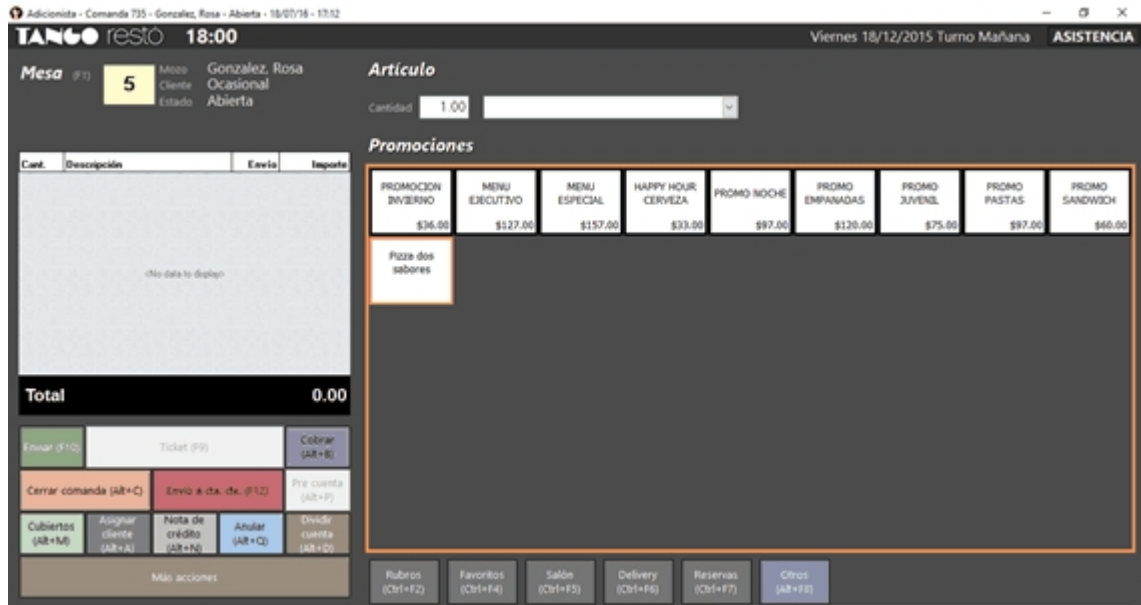 Adicionista - Comanda 735 - Gonzalez, Rosa - Abierta - 18/07/16 - 17:12
TANGO restó 18:00 Viernes 18/12/2015 Turno Mañana ASISTENCIA
Mesa (F1) 5
Mozo Gonzalez, Rosa
Cliente Ocasional
Estado Abierta
Artículo
Cantidad 1.00
Promociones
Cant. Descripción Envío Importe
<No data to display>
Total 0.00
PROMOCION INVIERNO $36.00
MENU EJECUTIVO $127.00
MENU ESPECIAL $157.00
HAPPY HOUR CERVEZA $33.00
PROMO NOCHE $97.00
PROMO EMPANADAS $120.00
PROMO JUVENIL $75.00
PROMO PASTAS $97.00
PROMO SANDWICH $60.00
Pizza dos sabores
Enviar (F10)
Ticket (F9)
Cobrar (Alt+B)
Cerrar comanda (Alt+C)
Envío a cta. cte. (F12)
Pre cuenta (Alt+P)
Cubiertos (Alt+M)
Asignar cliente (Alt+A)
Nota de crédito (Alt+N)
Anular (Alt+Q)
Dividir cuenta (Alt+D)
Más acciones
Rubros (Ctrl+F2)
Favoritos (Ctrl+F4)
Salón (Ctrl+F5)
Delivery (Ctrl+F6)
Reservas (Ctrl+F7)
Otros (Alt+F8)